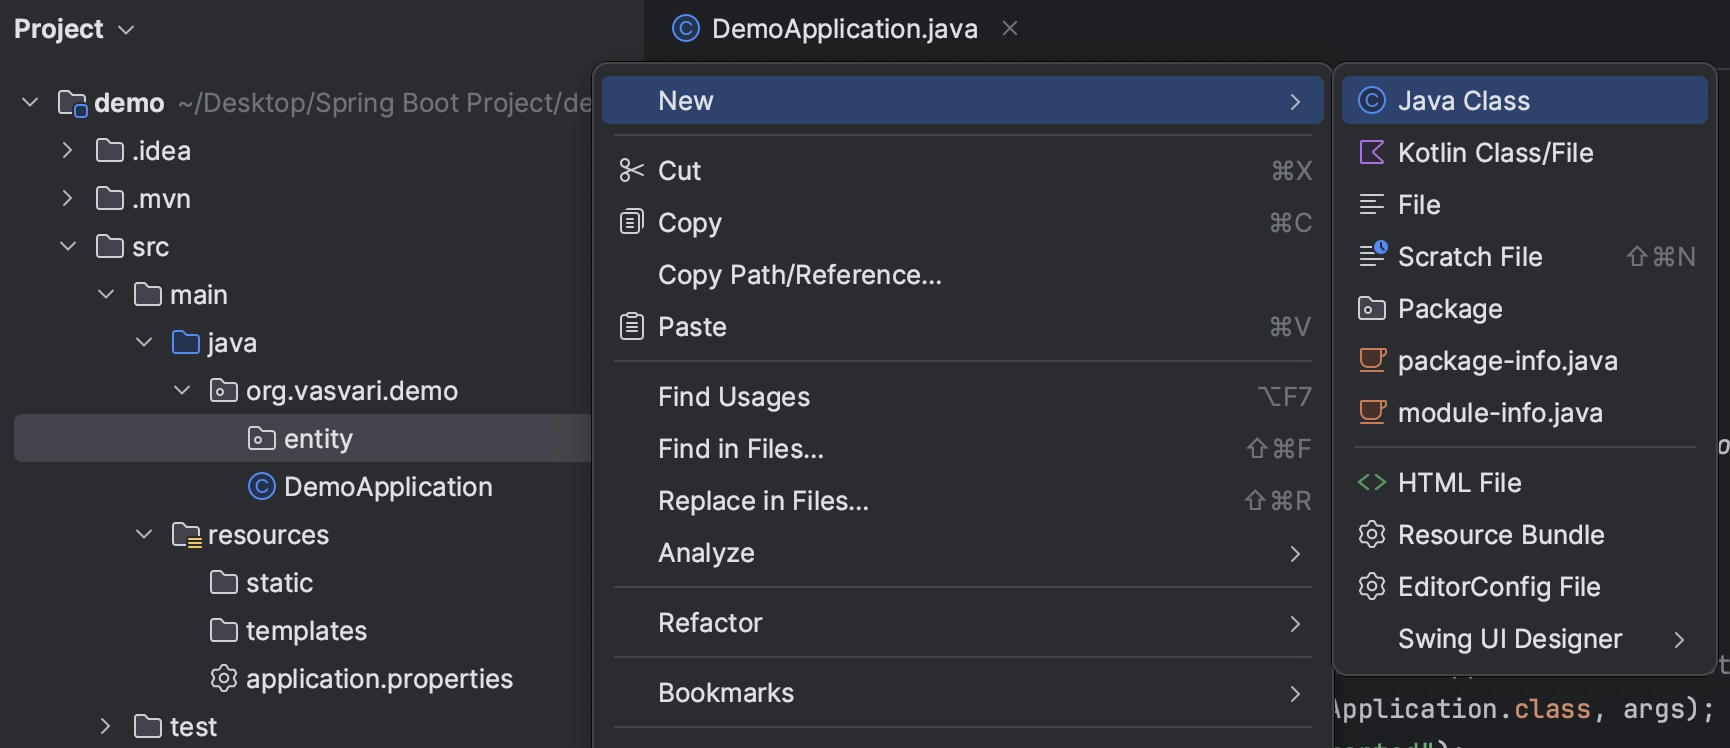 Project
DemoApplication.java
demo ~/Desktop/Spring Boot Project/de
.idea
.mvn
src
main
java
org.vasvari.demo
entity
DemoApplication
resources
static
templates
application.properties
test
New
Cut ⌘X
Copy ⌘C
Copy Path/Reference...
Paste ⌘V
Find Usages ⌥F7
Find in Files... ⇧⌘F
Replace in Files... ⇧⌘R
Analyze
Refactor
Bookmarks
Java Class
Kotlin Class/File
File
Scratch File ⇧⌘N
Package
package-info.java
module-info.java
HTML File
Resource Bundle
EditorConfig File
Swing UI Designer
Application.class, args);